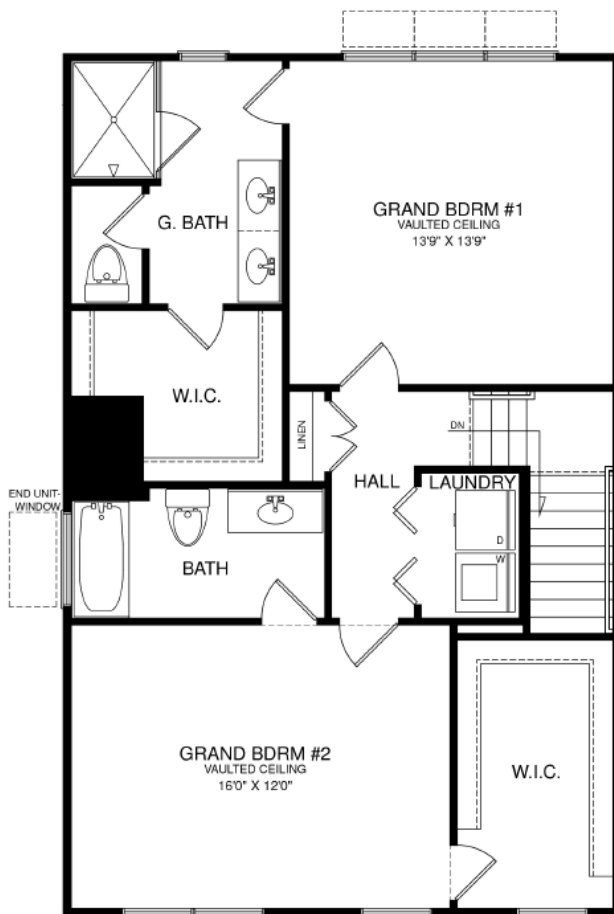 G. BATH
GRAND BDRM #1
VAULTED CEILING
13'9" X 13'9"
W.I.C.
LINEN
DN
HALL
LAUNDRY
D
W
END UNIT-
WINDOW
BATH
GRAND BDRM #2
VAULTED CEILING
16'0" X 12'0"
W.I.C.